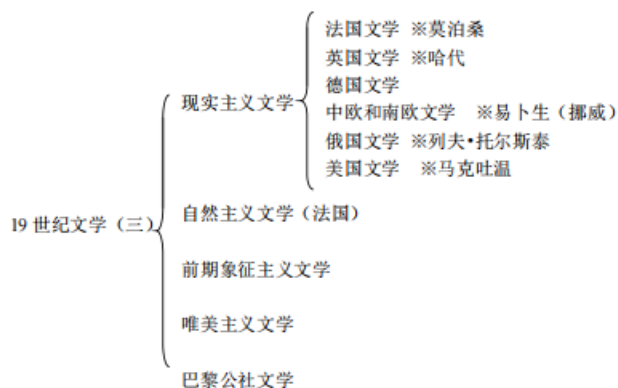 法国文学 ※莫泊桑
英国文学 ※哈代
德国文学
中欧和南欧文学 ※易卜生（挪威）
俄国文学 ※列夫•托尔斯泰
美国文学 ※马克吐温
现实主义文学
自然主义文学（法国）
19 世纪文学（三）
前期象征主义文学
唯美主义文学
巴黎公社文学